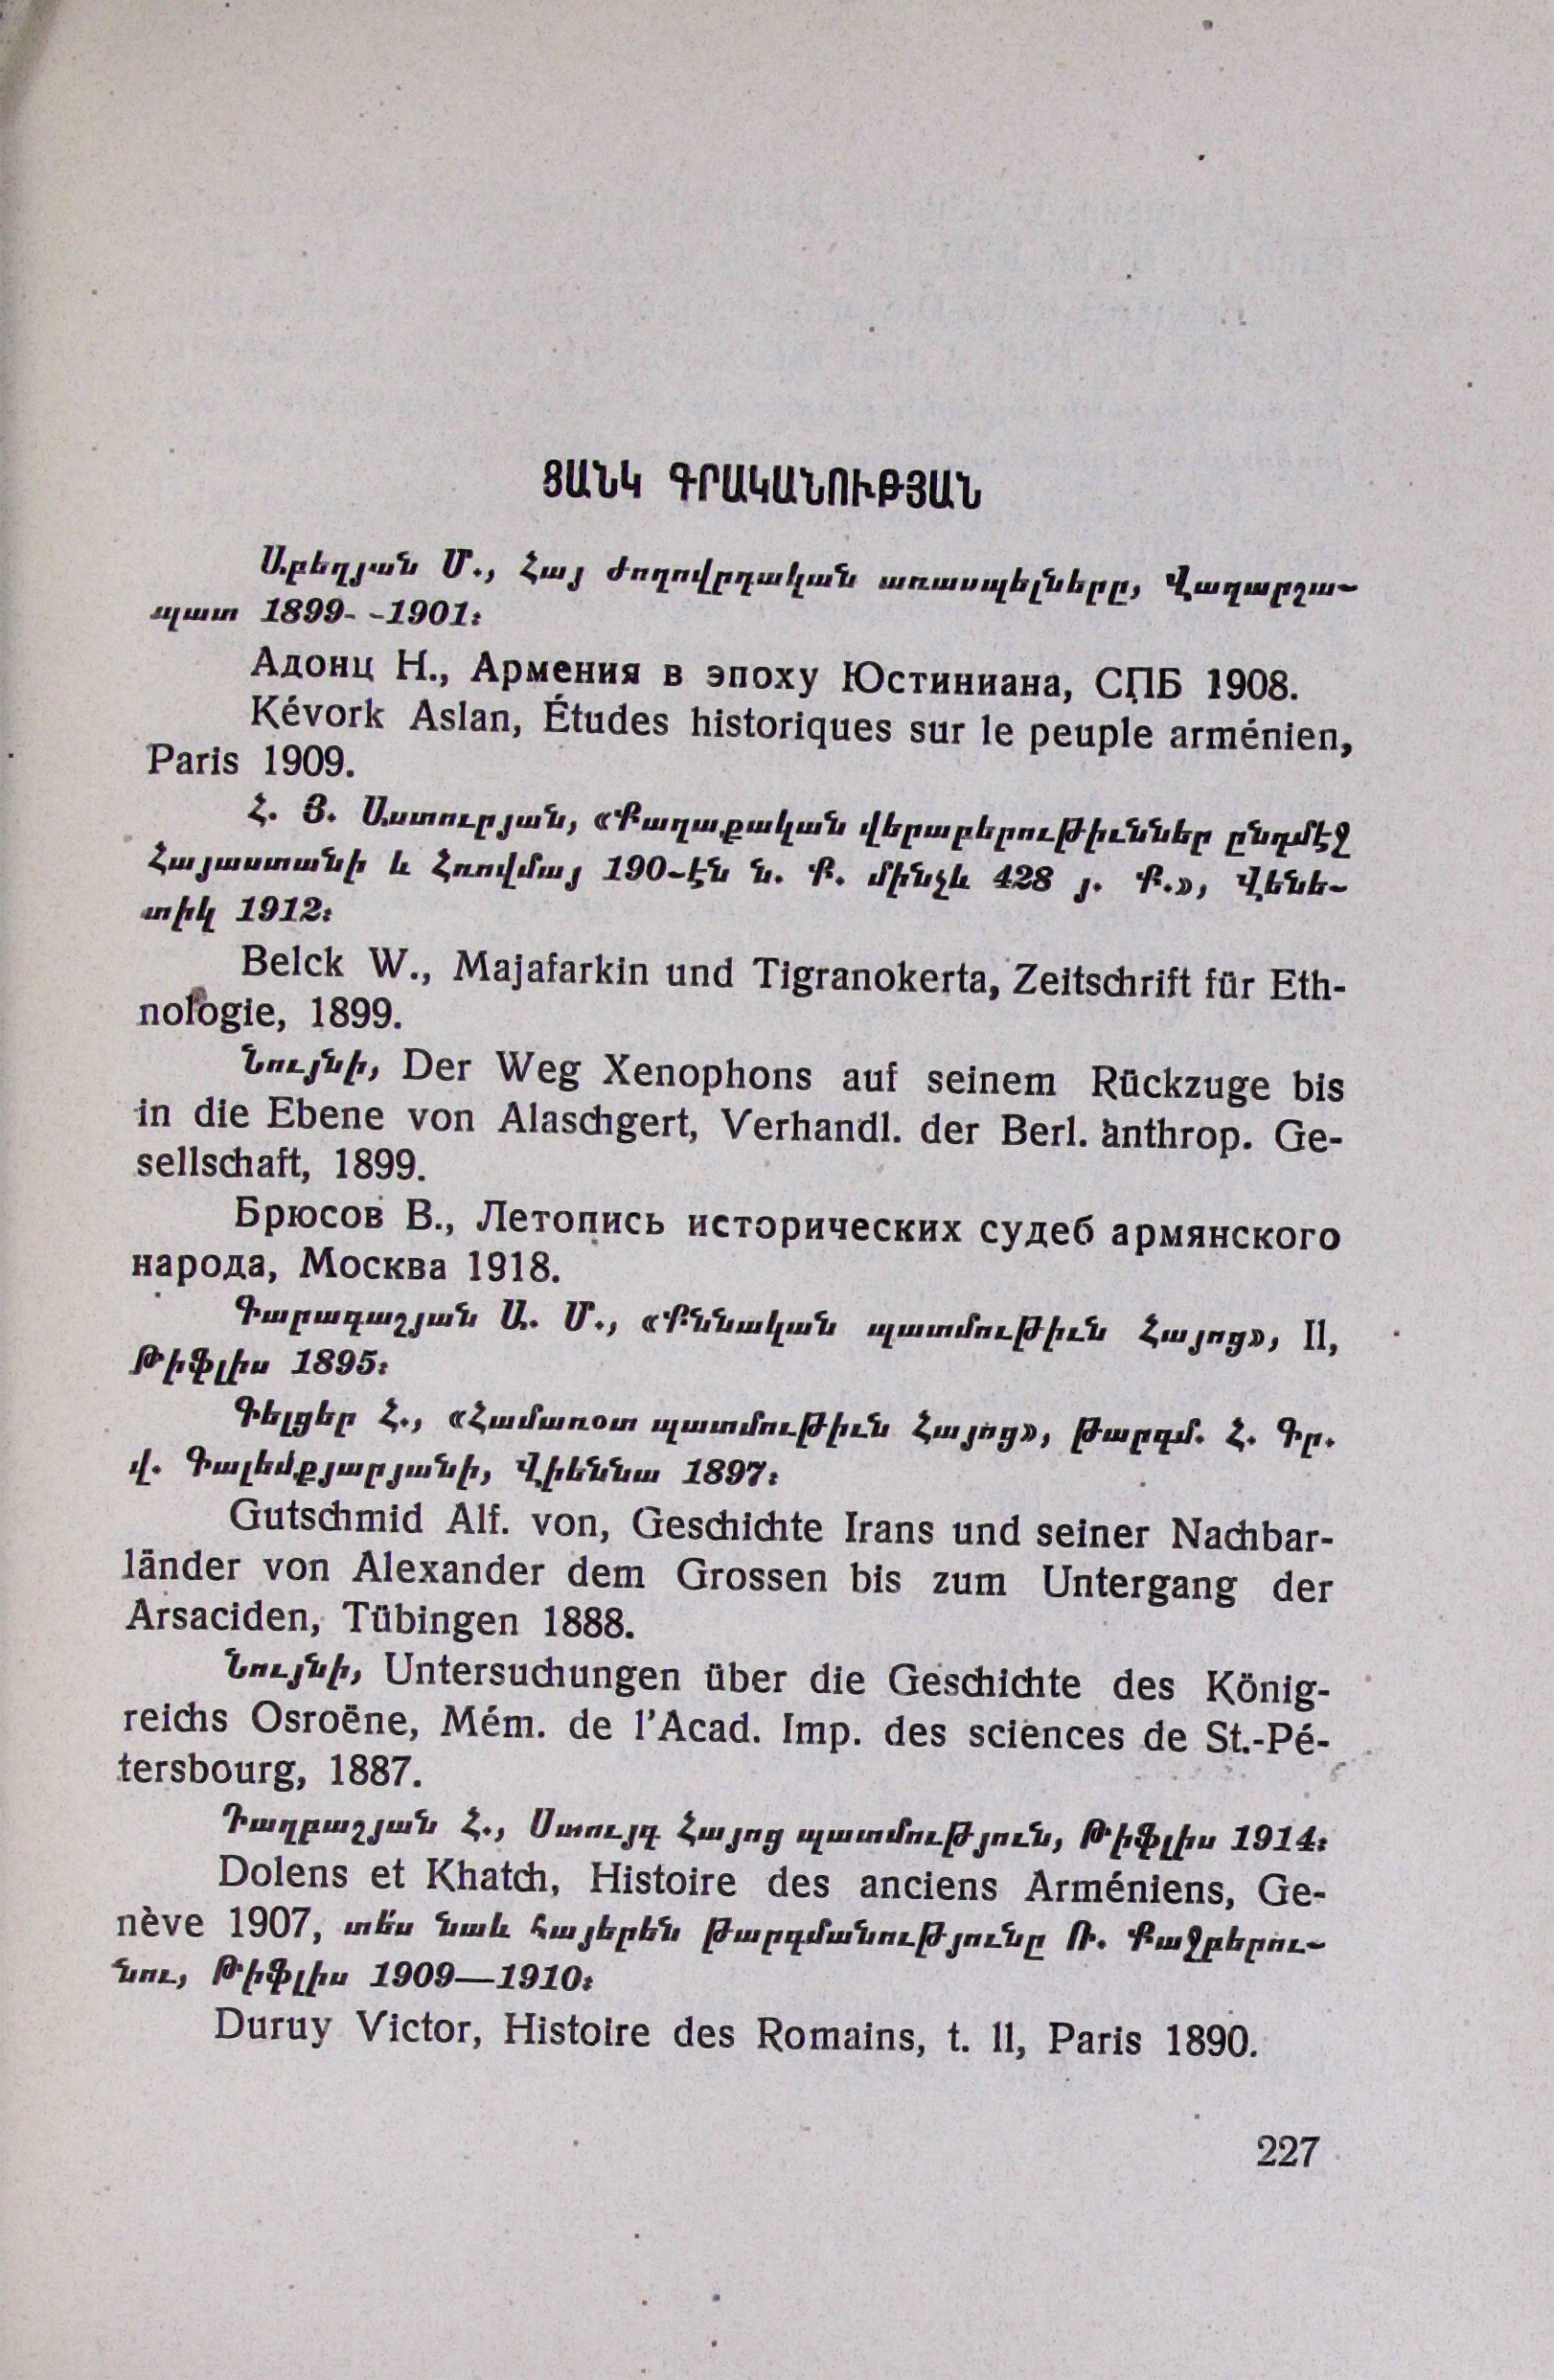 ՑԱՆԿ ԳՐԱԿԱՆՈՒԹՅԱՆ
Աբեղյան Մ., Հայ ժողովրդական առասպելները, Վաղարշա-
պատ 1899--1901։
Адонц Н., Армения в эпоху Юстиниана, СПБ 1908.
Kévork Aslan, Études historiques sur le peuple arménien,
Paris 1909.
Հ. Յ. Աստուրյան, «Քաղաքական վերաբերութիւններ ընդմէջ
Հայաստանի և Հռովմայ 190-էն ն. Ք. մինչև 428 յ. Ք.», Վենե-
տիկ 1912։
Belck W., Majafarkin und Tigranokerta, Zeitschrift für Eth-
nologie, 1899.
Նույնի, Der Weg Xenophons auf seinem Rückzuge bis
in die Ebene von Alaschgert, Verhandl. der Berl. anthrop. Ge-
sellschaft, 1899.
Брюсов В., Летопись исторических судеб армянского
народа, Москва 1918.
Գարագաշյան Ա. Մ., «Քննական պատմութիւն Հայոց», II,
Թիֆլիս 1895։
Գելցեր Հ., «Համառօտ պատմութիւն Հայոց», թարգմ. Հ. Գր.
վ. Գալեմքյարյանի, Վիեննա 1897։
Gutschmid Alf. von, Geschichte Irans und seiner Nachbar-
länder von Alexander dem Grossen bis zum Untergang der
Arsaciden, Tübingen 1888.
Նույնի, Untersuchungen über die Geschichte des König-
reichs Osroëne, Mém. de l’Acad. Imp. des sciences de St.-Pé-
tersbourg, 1887.
Դաղբաշյան Հ., Ստույգ Հայոց պատմություն, Թիֆլիս 1914։
Dolens et Khatch, Histoire des anciens Arméniens, Ge-
nève 1907, տե՛ս նաև հայերեն թարգմանությունը Ռ. Քաջբերու-
նու, Թիֆլիս 1909—1910։
Duruy Victor, Histoire des Romains, t. II, Paris 1890.
227